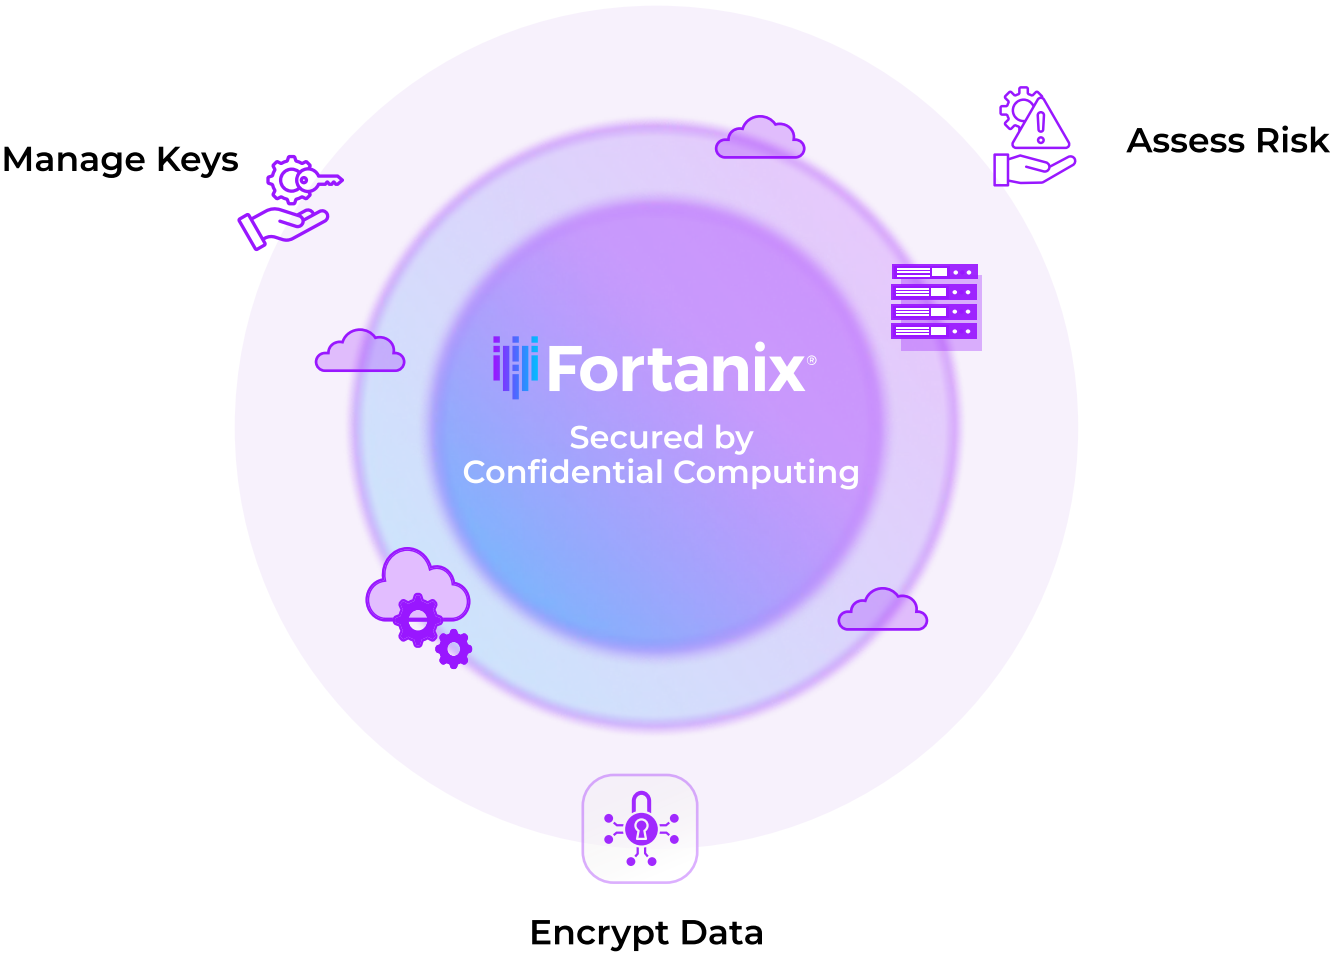 Assess Risk
Manage Keys
Fortanix®
Secured by
Confidential Computing
Encrypt Data